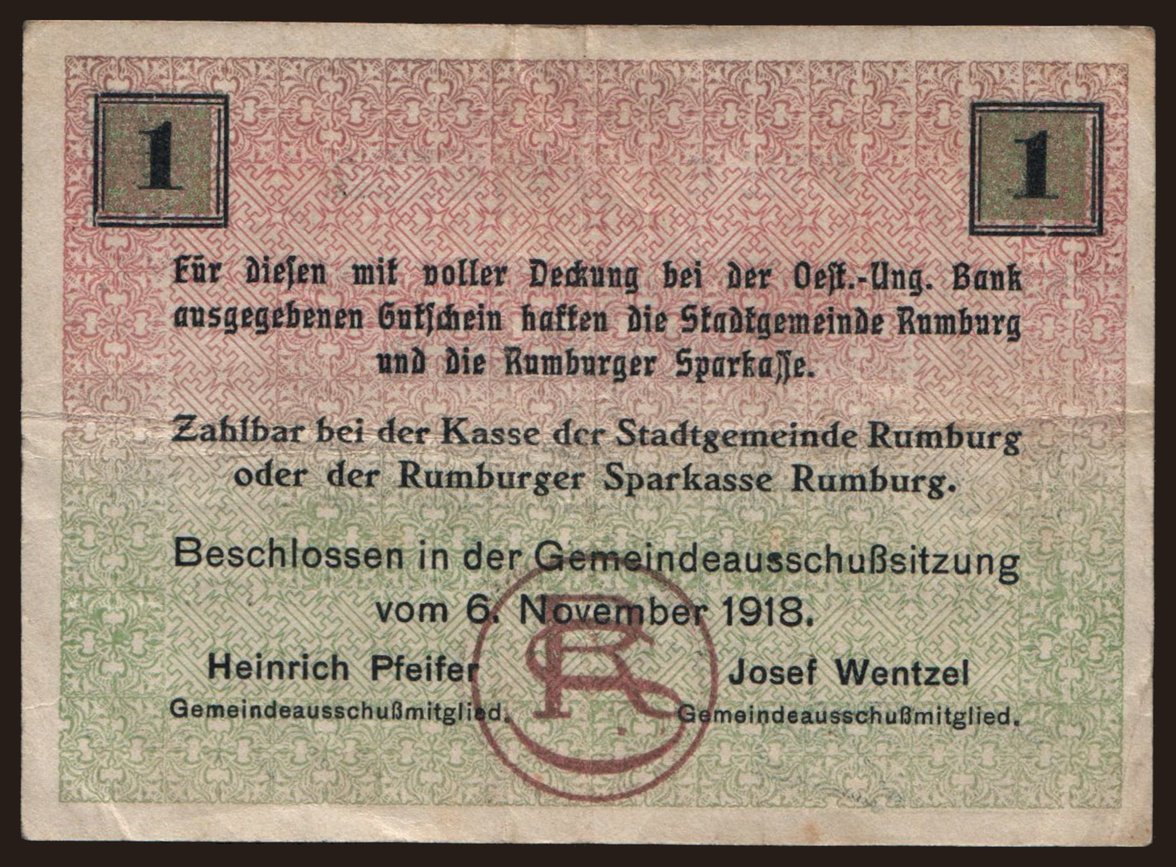 1 1
Für diesen mit voller Deckung bei der Oest.-Ung. Bank
ausgegebenen Gutschein haften die Stadtgemeinde Rumburg
und die Rumburger Sparkasse.
Zahlbar bei der Kasse der Stadtgemeinde Rumburg
oder der Rumburger Sparkasse Rumburg.
Beschlossen in der Gemeindeausschußsitzung
vom 6. November 1918.
Heinrich Pfeifer Josef Wentzel
Gemeindeausschußmitglied. Gemeindeausschußmitglied.